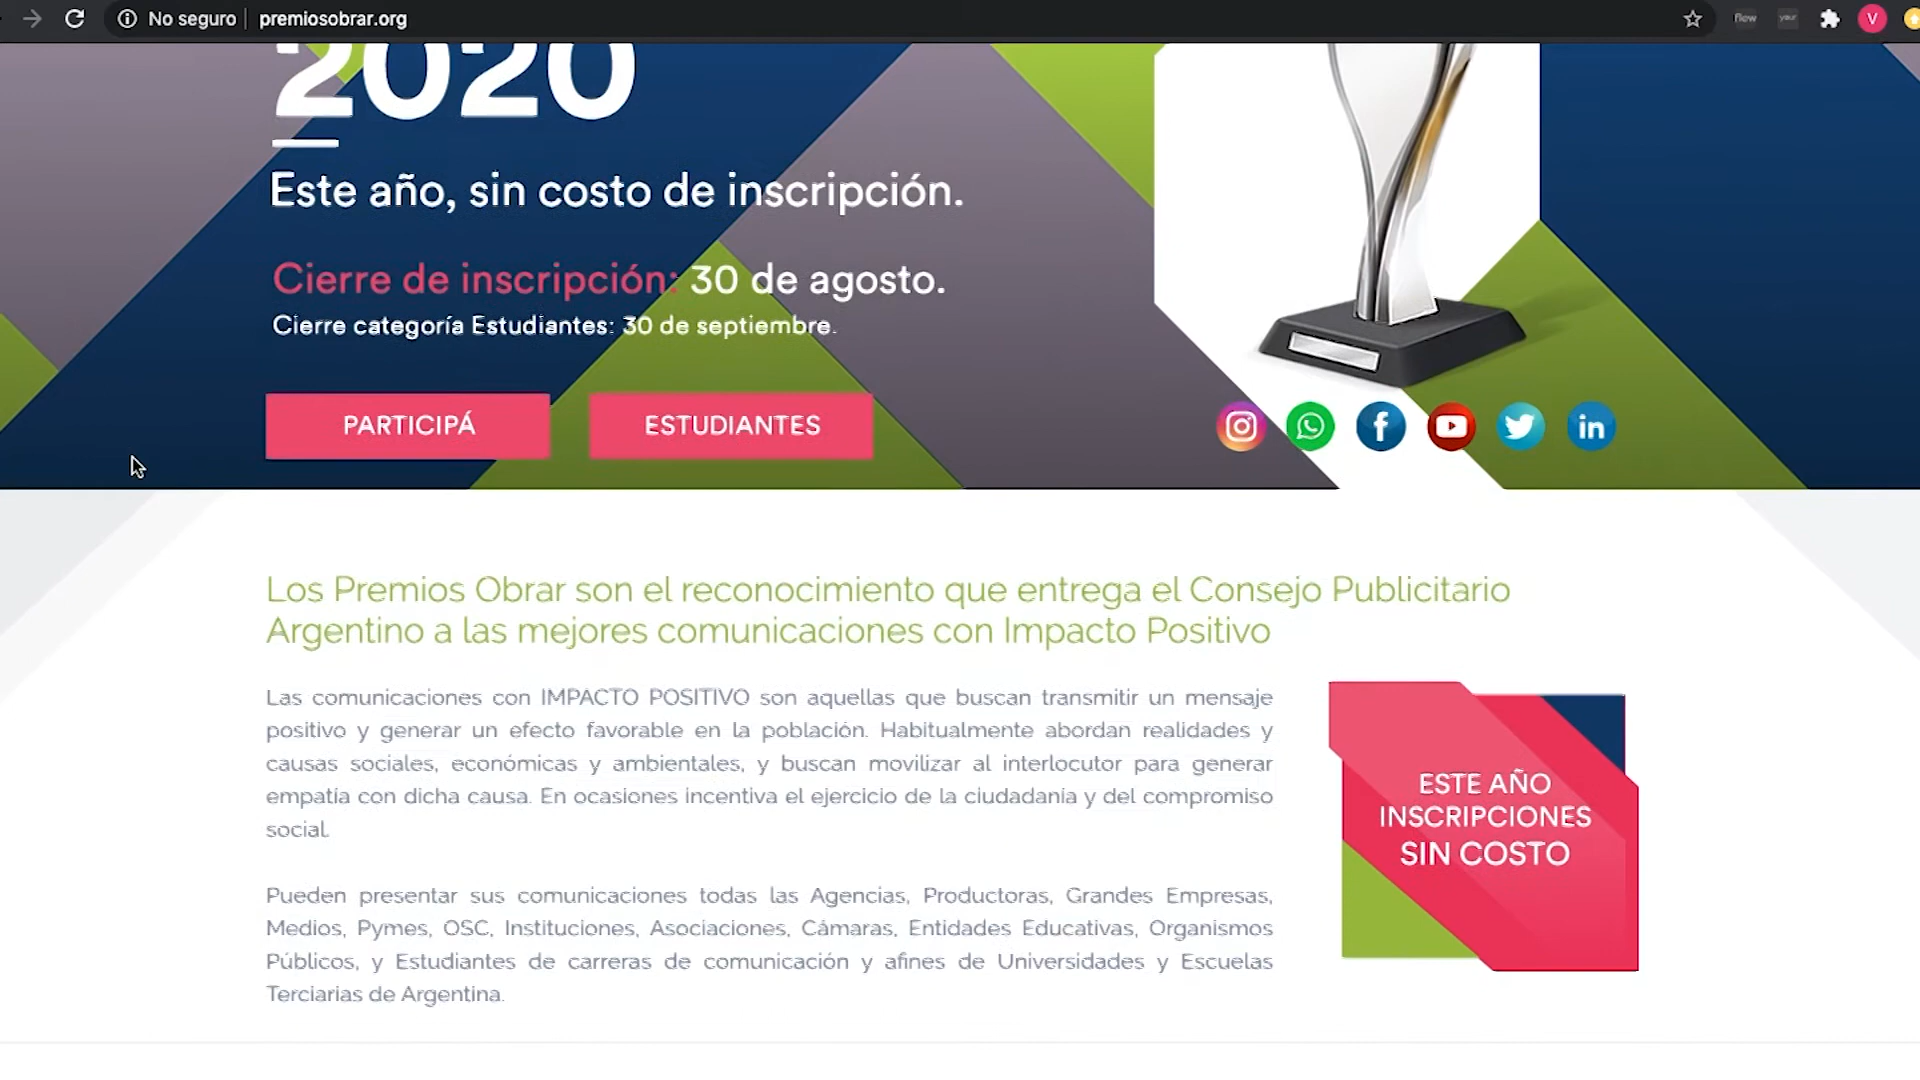 No seguro
premiosobrar.org
flow
your
V
2020
Este año, sin costo de inscripción.
Cierre de inscripción: 30 de agosto.
Cierre categoría Estudiantes: 30 de septiembre.
PARTICIPÁ
ESTUDIANTES
Los Premios Obrar son el reconocimiento que entrega el Consejo Publicitario
Argentino a las mejores comunicaciones con Impacto Positivo
Las comunicaciones con IMPACTO POSITIVO son aquellas que buscan transmitir un mensaje
positivo y generar un efecto favorable en la población. Habitualmente abordan realidades y
causas sociales, económicas y ambientales, y buscan movilizar al interlocutor para generar
empatía con dicha causa. En ocasiones incentiva el ejercicio de la ciudadanía y del compromiso
social.
ESTE AÑO
INSCRIPCIONES
SIN COSTO
Pueden presentar sus comunicaciones todas las Agencias, Productoras, Grandes Empresas,
Medios, Pymes, OSC, Instituciones, Asociaciones, Cámaras, Entidades Educativas, Organismos
Públicos, y Estudiantes de carreras de comunicación y afines de Universidades y Escuelas
Terciarias de Argentina.